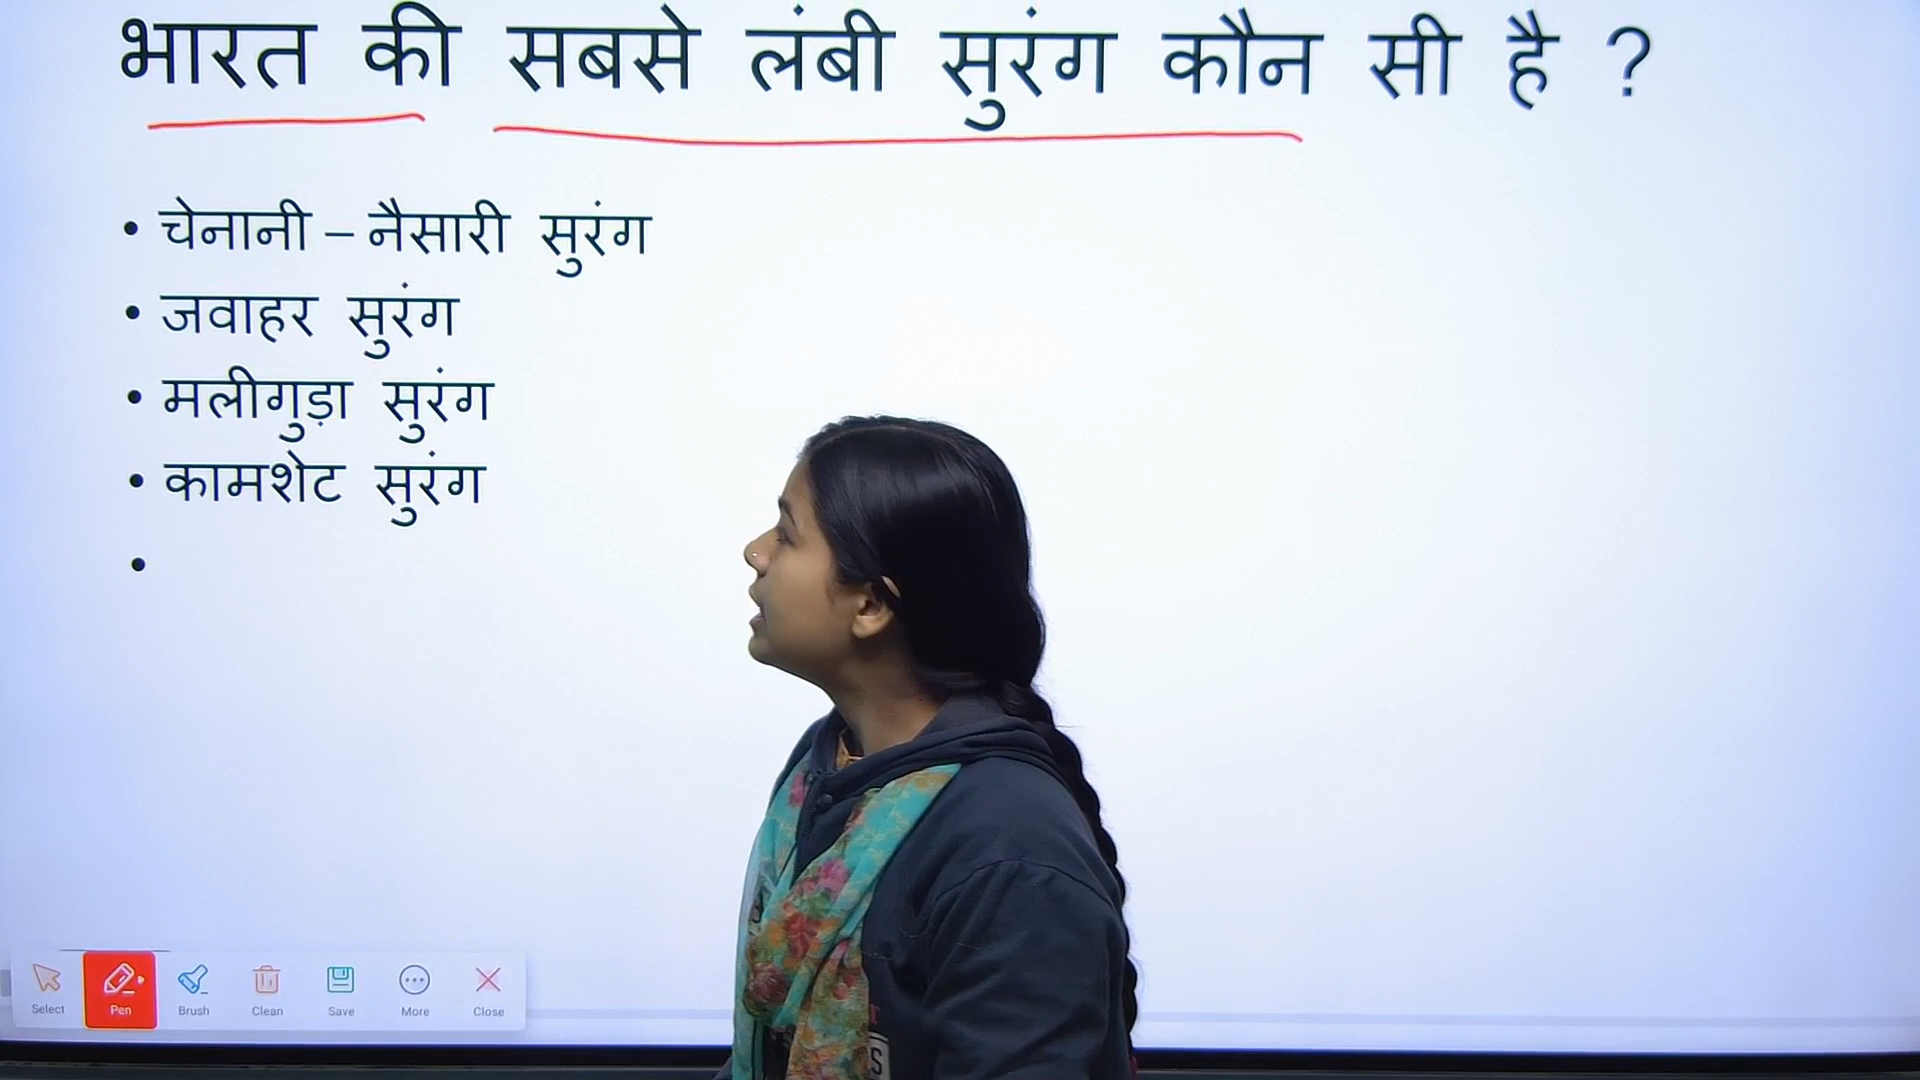 भारत की सबसे लंबी सुरंग कौन सी है ?
• चेनानी – नैसारी सुरंग
• जवाहर सुरंग
• मलीगुड़ा सुरंग
• कामशेट सुरंग
•
Select Pen Brush Clean Save More Close
S